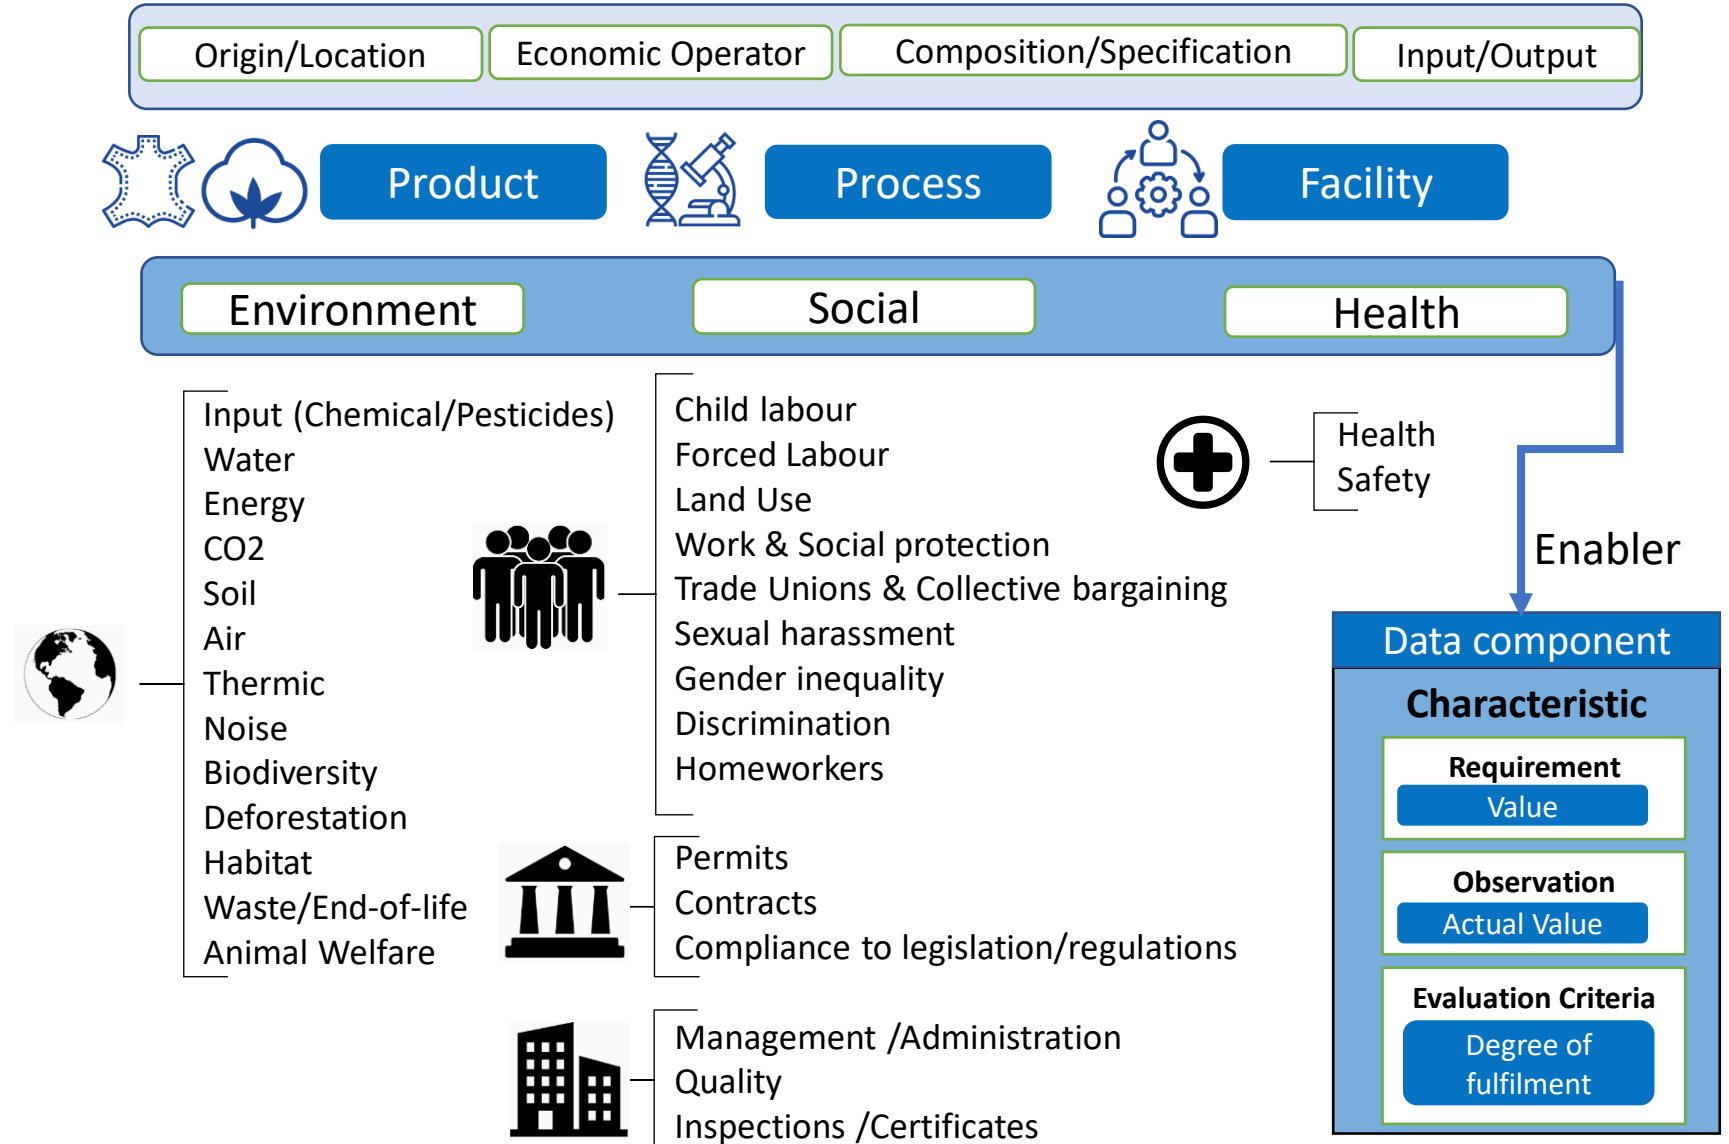 Origin/Location
Economic Operator
Composition/Specification
Input/Output
Product
Process
Facility
Environment
Social
Health
Input (Chemical/Pesticides)
Water
Energy
CO2
Soil
Air
Thermic
Noise
Biodiversity
Deforestation
Habitat
Waste/End-of-life
Animal Welfare
Child labour
Forced Labour
Land Use
Work & Social protection
Trade Unions & Collective bargaining
Sexual harassment
Gender inequality
Discrimination
Homeworkers
Permits
Contracts
Compliance to legislation/regulations
Management /Administration
Quality
Inspections /Certificates
Health
Safety
Enabler
Data component
Characteristic
Requirement
Value
Observation
Actual Value
Evaluation Criteria
Degree of
fulfilment